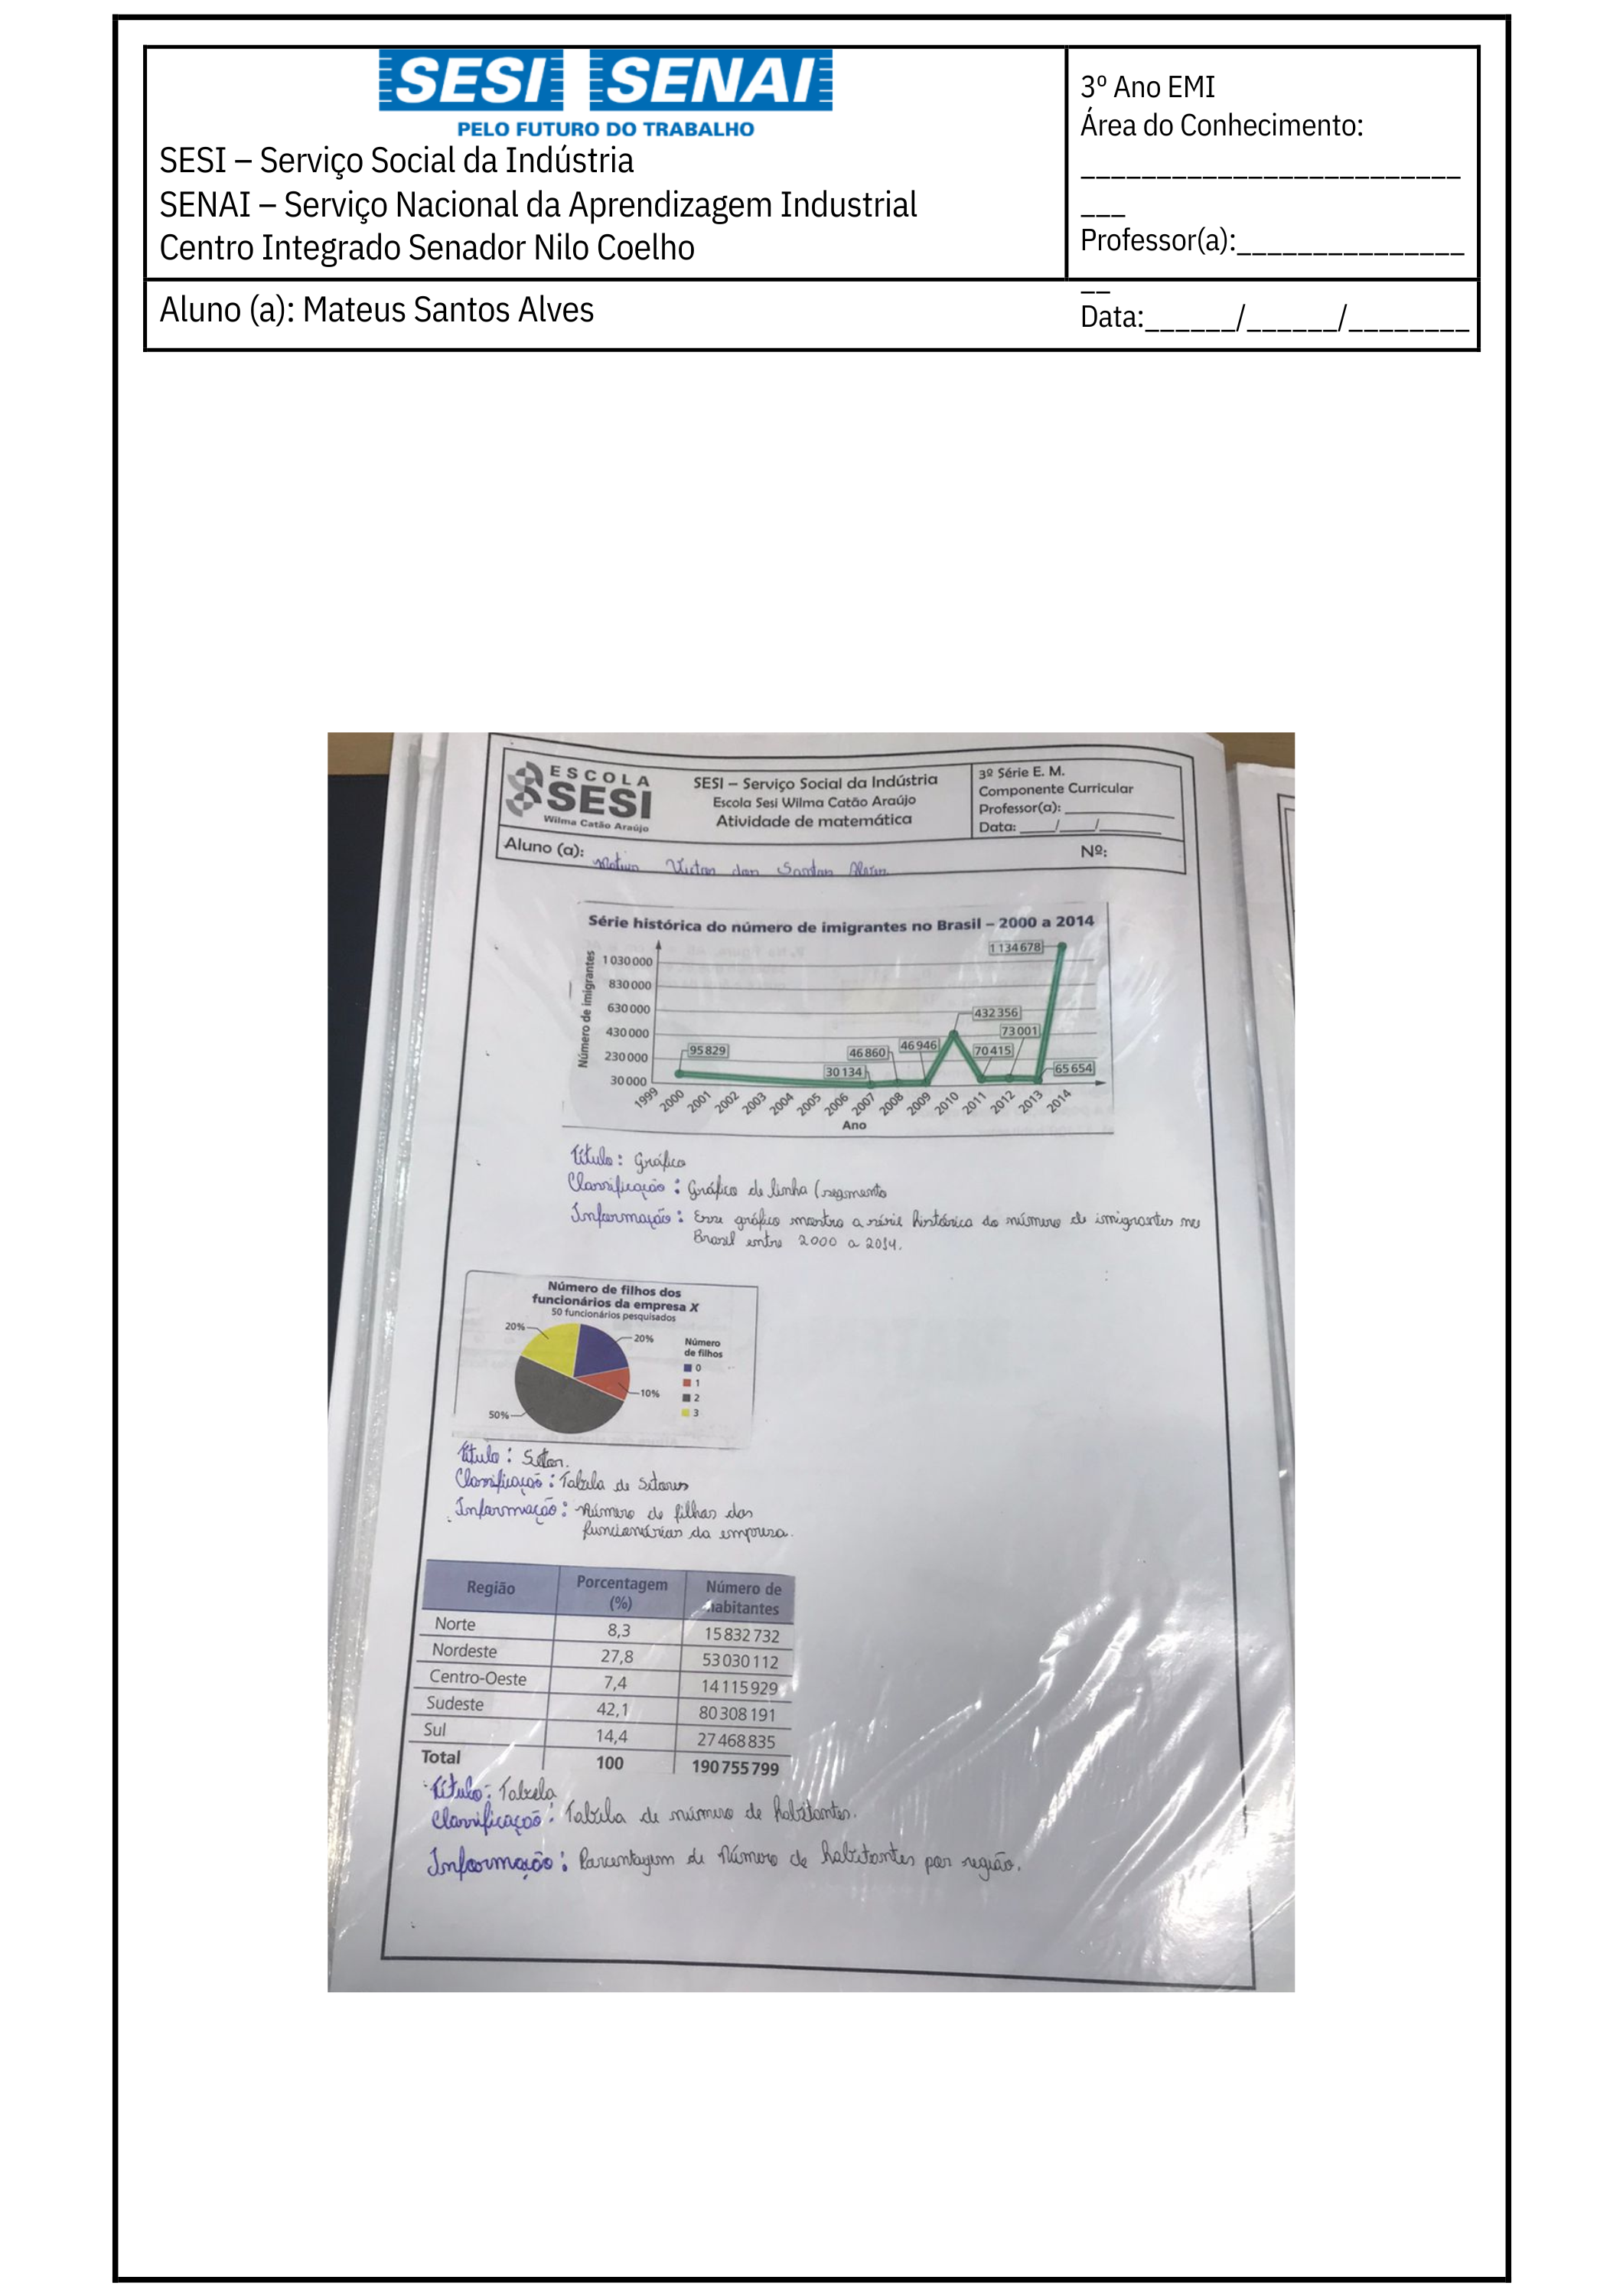 SESI SENAI
PELO FUTURO DO TRABALHO
SESI – Serviço Social da Indústria
SENAI – Serviço Nacional da Aprendizagem Industrial
Centro Integrado Senador Nilo Coelho
3º Ano EMI
Área do Conhecimento:
_________________________
___
Professor(a):_______________
__
Data:______/______/________
Aluno (a): Mateus Santos Alves
ESCOLA
SESI
Wilma Catão Araújo
SESI – Serviço Social da Indústria
Escola Sesi Wilma Catão Araújo
Atividade de matemática
3º Série E. M.
Componente Curricular
Professor(a): ____________
Data: ____/____/________
Aluno (a): Victor dos Santos Alves
Nº:
Série histórica do número de imigrantes no Brasil – 2000 a 2014
Número de imigrantes
1 030 000
830 000
630 000
430 000
230 000
30 000
95 829
30 134
46 860
46 946
432 356
70 415
73 001
65 654
1 134 678
1999 2000 2001 2002 2003 2004 2005 2006 2007 2008 2009 2010 2011 2012 2013 2014
Ano
Título: Gráfico
Classificação: Gráfico de linha (segmento
Informação: Esse gráfico mostra a série histórica do número de imigrantes no
Brasil entre 2000 a 2014.
Número de filhos dos
funcionários da empresa X
50 funcionários pesquisados
20%
20%
10%
50%
Número
de filhos
0
1
2
3
Título: Setor.
Classificação: Tabela de Setores
Informação: Número de filhos dos
funcionários da empresa.
Região Porcentagem (%) Número de habitantes
Norte 8,3 15 832 732
Nordeste 27,8 53 030 112
Centro-Oeste 7,4 14 115 929
Sudeste 42,1 80 308 191
Sul 14,4 27 468 835
Total 100 190 755 799
Título: Tabela
Classificação: Tabela de número de habitantes.
Informação: Porcentagem de Número de habitantes por região.